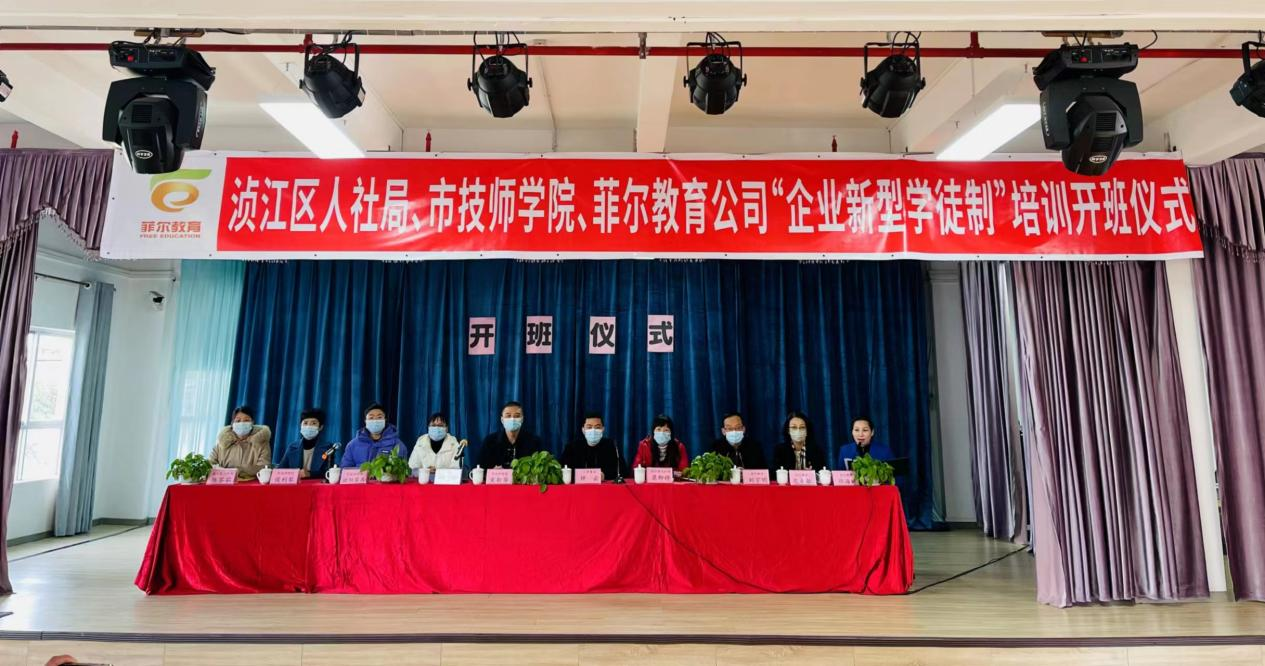 菲尔教育
FREE EDUCATION
浈江区人社局、市技师学院、菲尔教育公司“企业新型学徒制”培训开班仪式
开班仪式